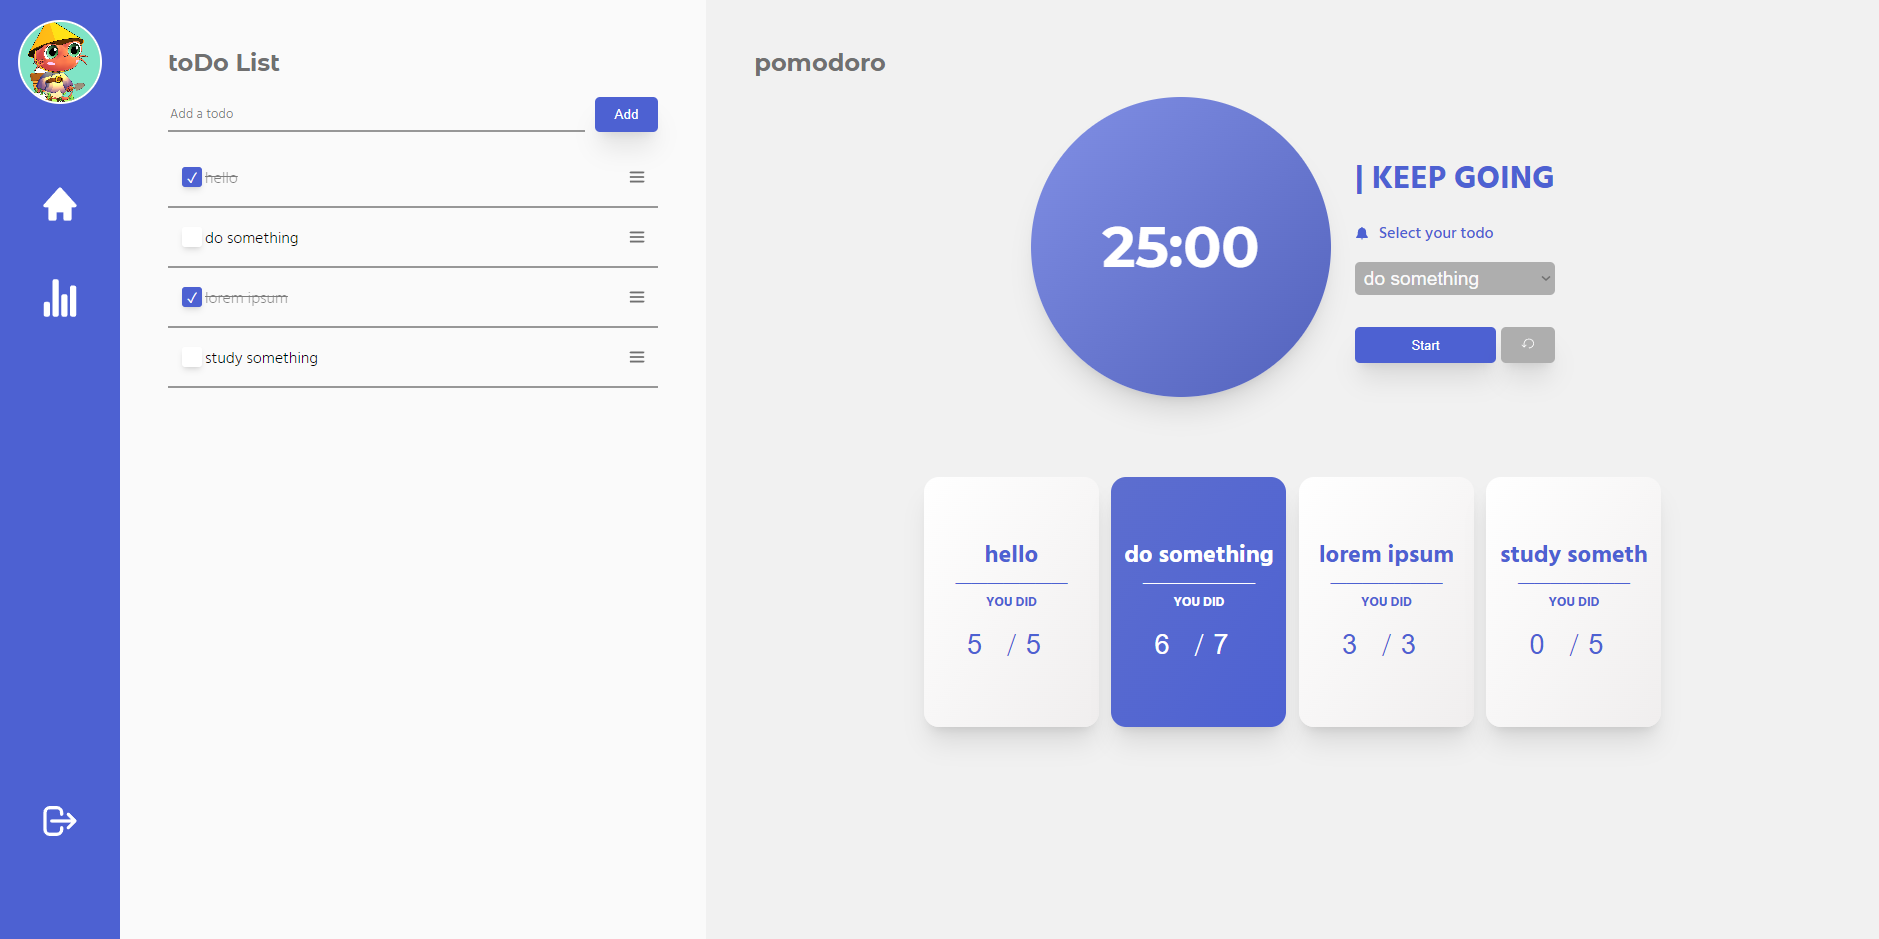 toDo List
Add a todo
Add
hello
do something
lorem ipsum
study something
pomodoro
25:00
| KEEP GOING
Select your todo
do something
Start
hello
YOU DID
5 / 5
do something
YOU DID
6 / 7
lorem ipsum
YOU DID
3 / 3
study someth
YOU DID
0 / 5